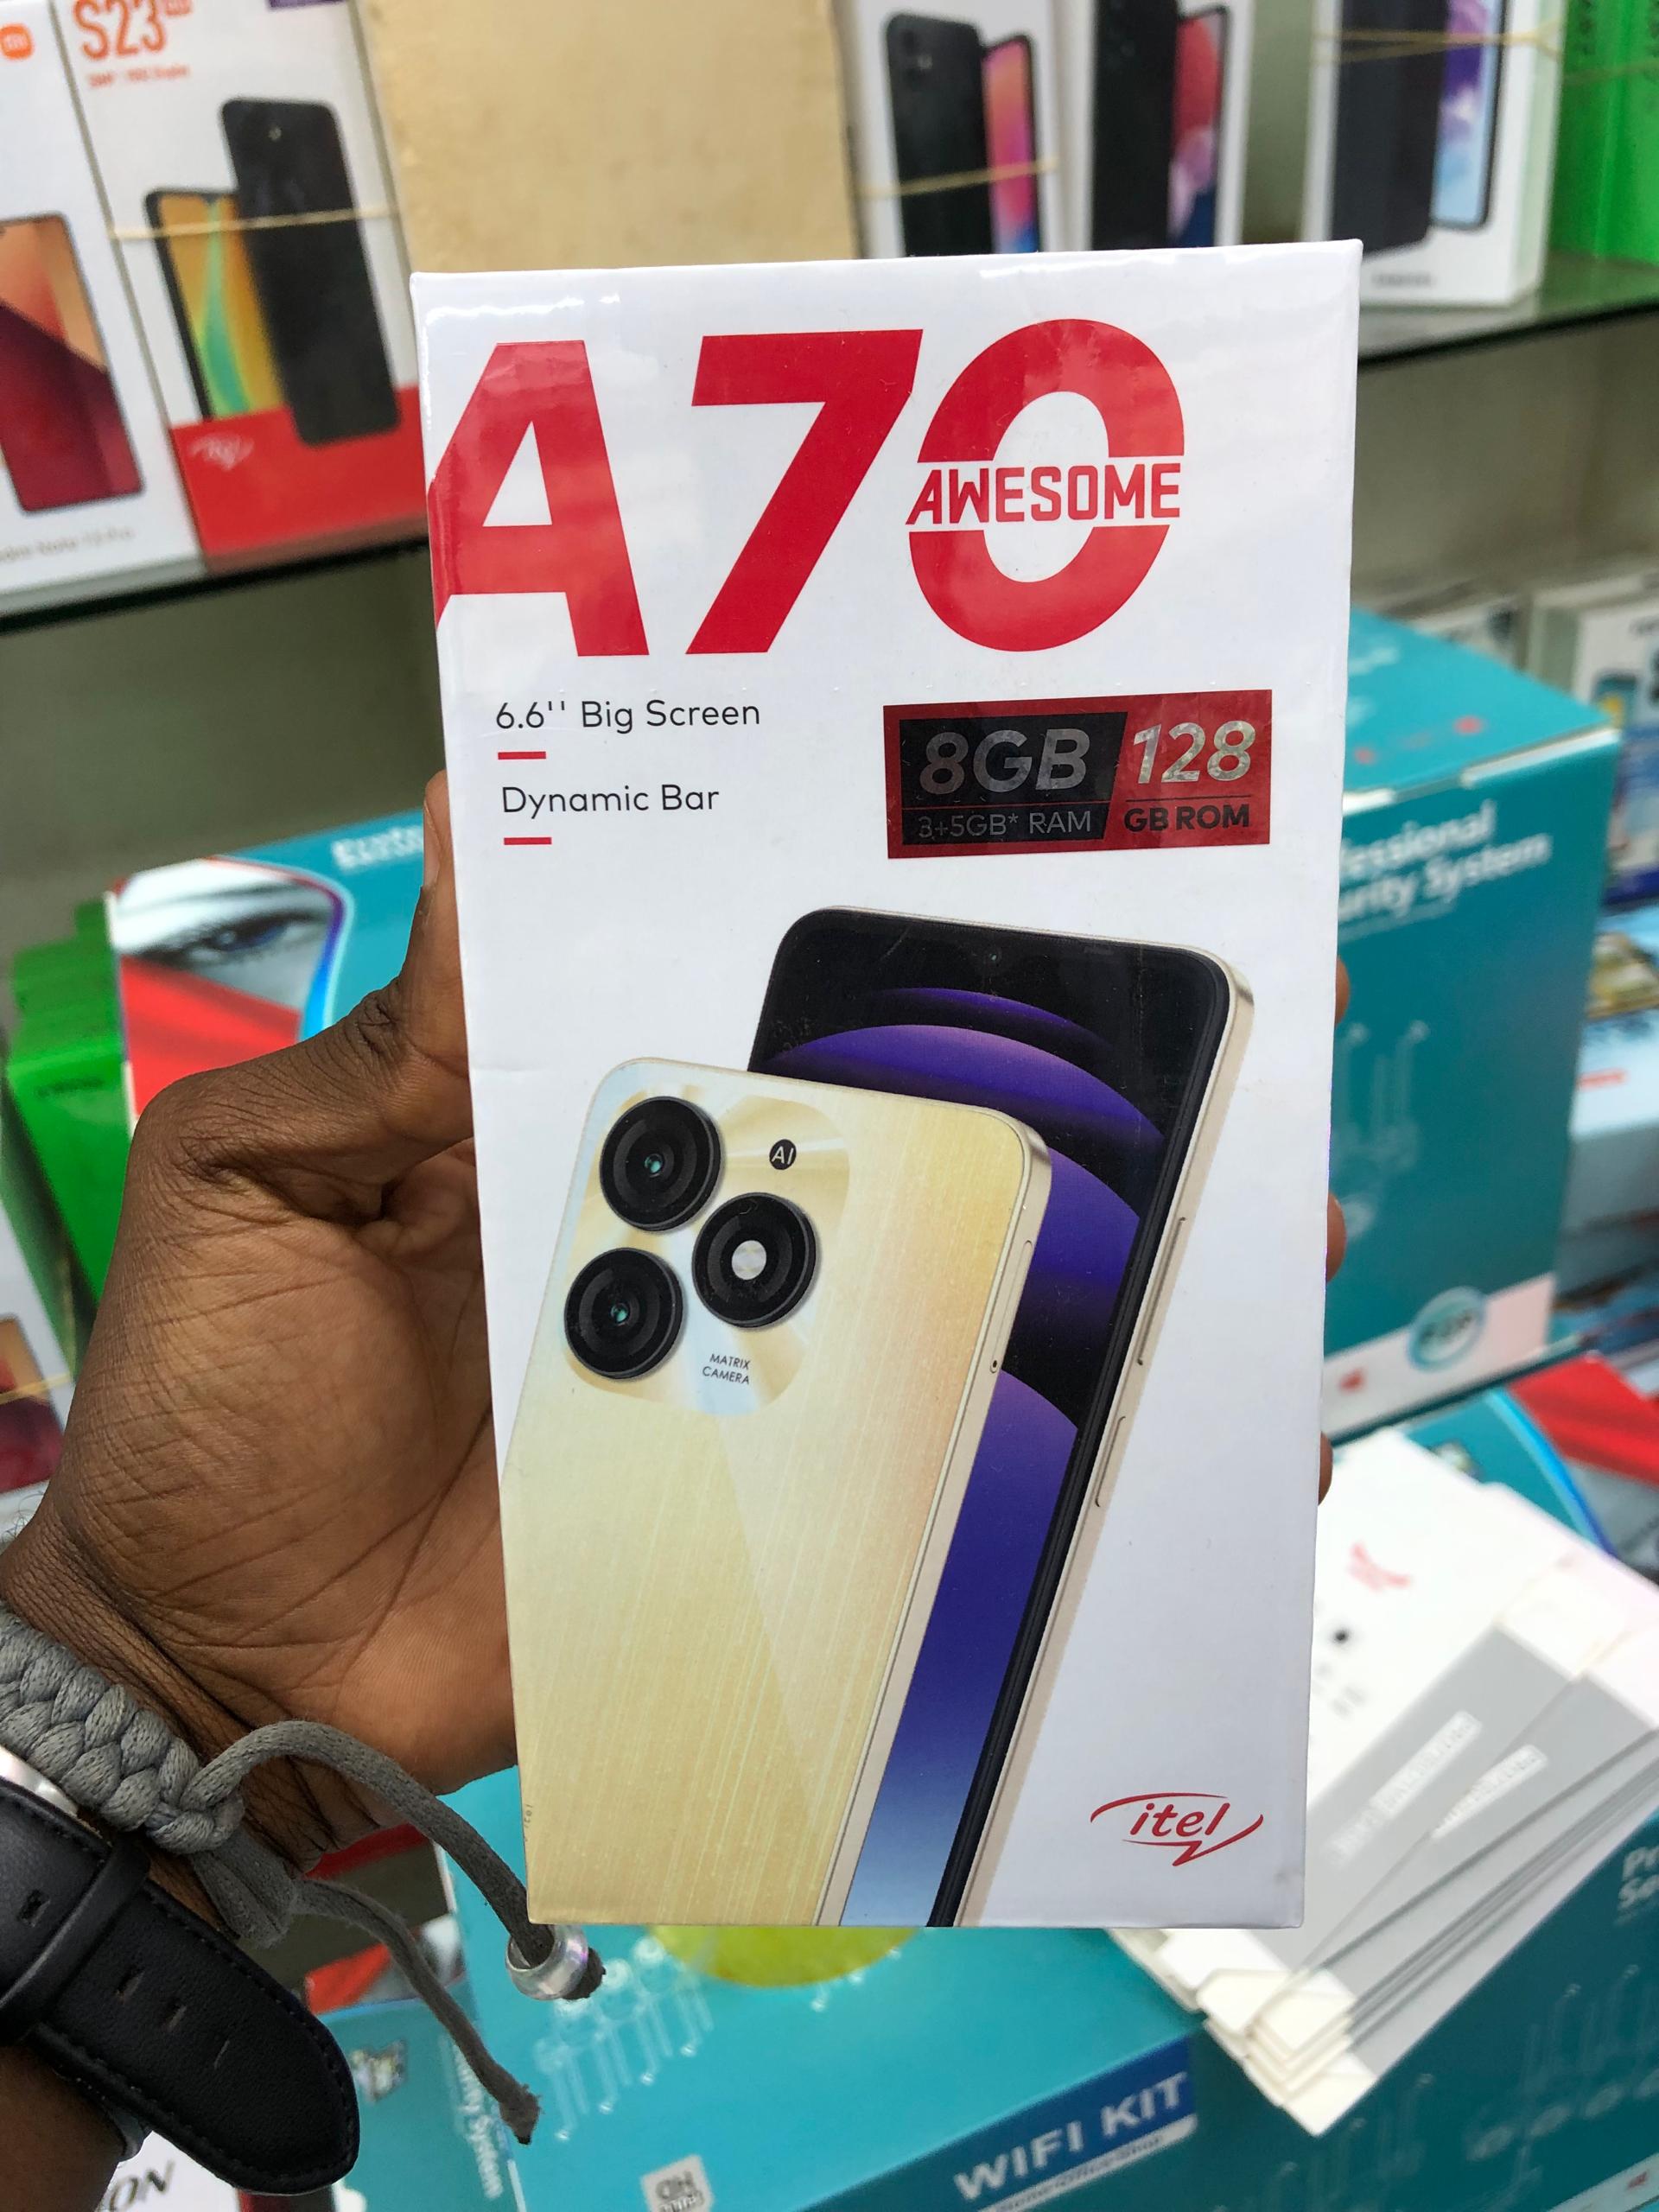 S23
A70
AWESOME
6.6'' Big Screen
Dynamic Bar
8GB
3+5GB* RAM
128
GB ROM
AI
MATRIX
CAMERA
itel
WIFI KIT